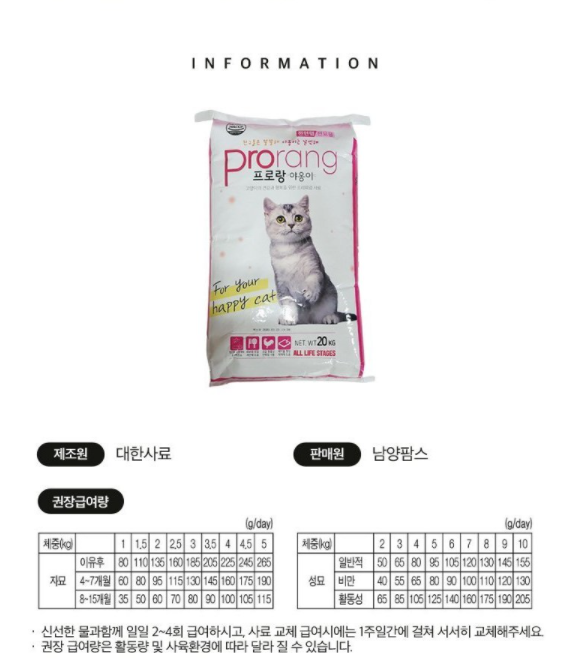 INFORMATION
prorang
프로랑 야옹아
For your
happy cat
NET. WT 20 KG
ALL LIFE STAGES
제조원 대한사료
판매원 남양팜스
권장급여량
(g/day)
체중(kg) 1 1.5 2 2.5 3 3.5 4 4.5 5
자묘
이유후 80 110 135 160 185 205 225 245 265
4~7개월 60 80 95 115 130 145 160 175 190
8~15개월 35 50 60 70 80 90 100 105 115
(g/day)
체중(kg) 2 3 4 5 6 7 8 9 10
성묘
일반적 50 65 80 95 105 120 130 145 155
비만 40 55 65 80 90 100 110 120 130
활동성 65 85 105 125 140 160 175 190 205
· 신선한 물과함께 일일 2~4회 급여하시고, 사료 교체 급여시에는 1주일간에 걸쳐 서서히 교체해주세요.
· 권장 급여량은 활동량 및 사육환경에 따라 달라 질 수 있습니다.